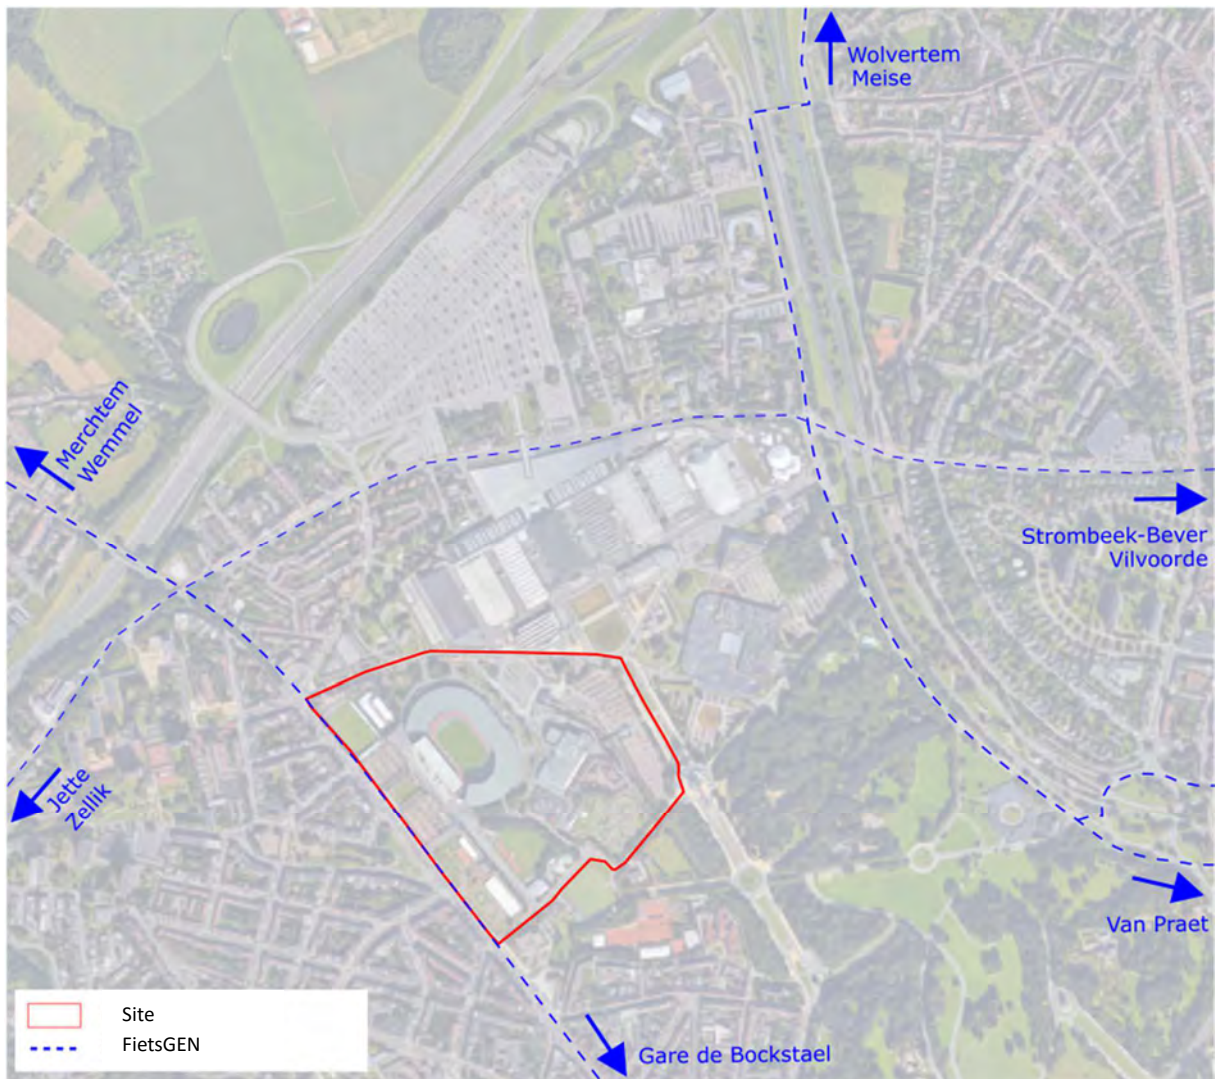 Wolvertem
Meise
Merchtem
Wemmel
Strombeek-Bever
Vilvoorde
Jette
Zellik
Van Praet
Gare de Bockstael
Site
FietsGEN